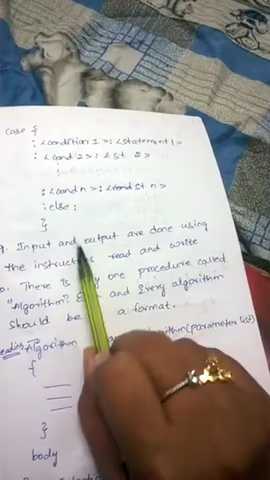 Case {
: <condition 1> : <statement 1>
: <cond 2> : <st 2>
: <cond n> : <cond st n>
: else :
}
9. Input and output are done using
the instructions read and write
There is only one procedure called
"Algorithm" and Every algorithm
should be a format.
heading Algorithm (parameter list)
{
}
body